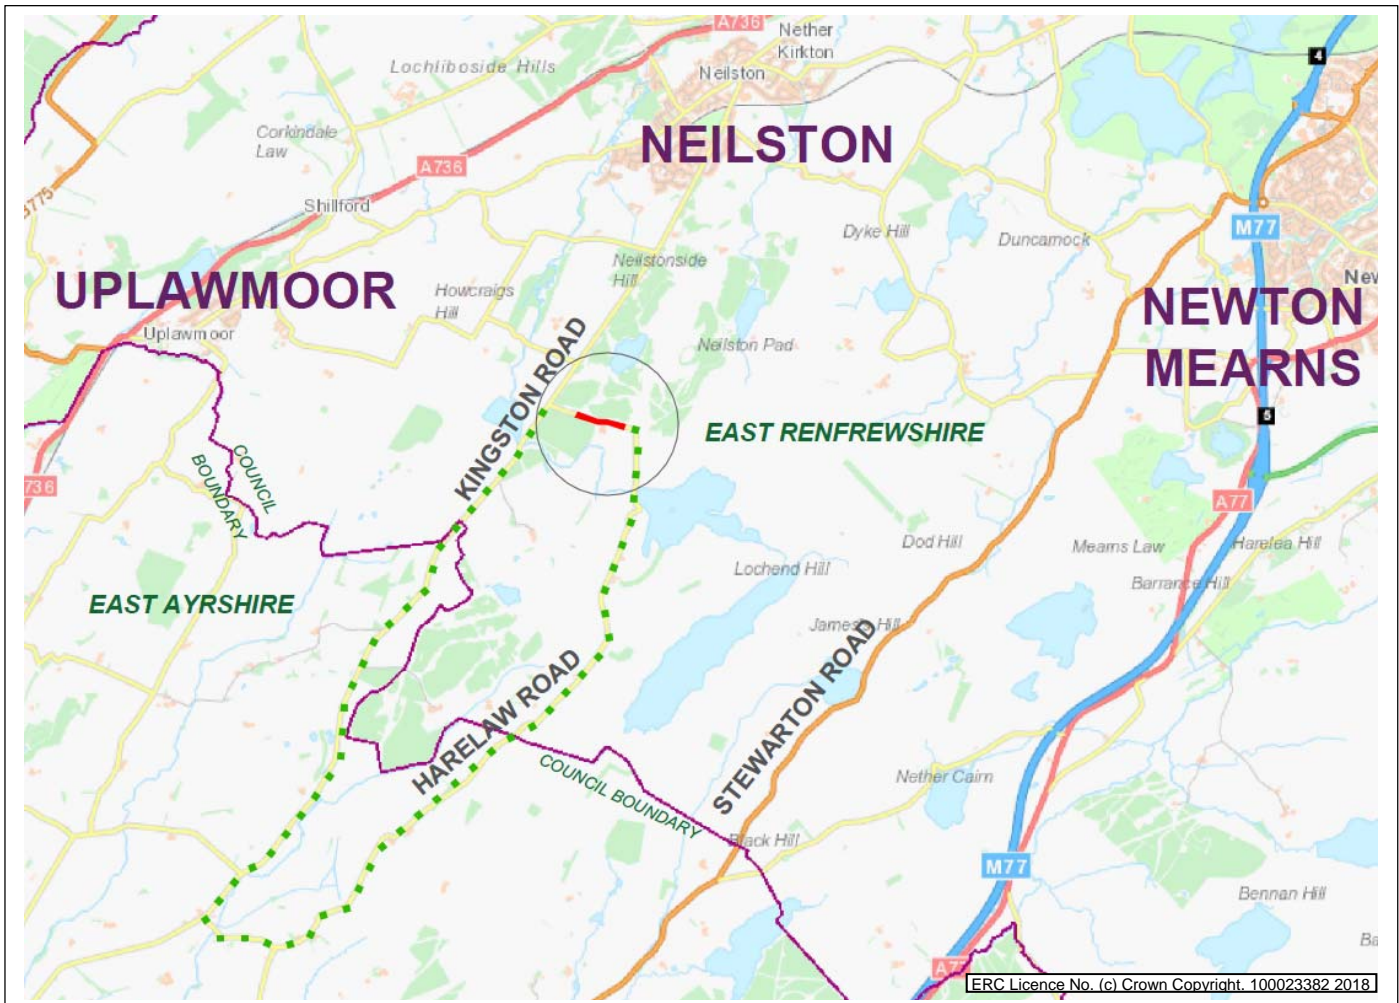 A736
Nether
Kirkton
4
Lochliboside Hills
Neilston
NEILSTON
Corkindale
Law
A736
Shillford
M77
Dyke Hill
Duncarnock
Neilstonside
Hill
UPLAWMOOR
Howcraigs
Hill
NEWTON
MEARNS
Uplawmoor
Neilston Pad
KINGSTON ROAD
5
EAST RENFREWSHIRE
COUNCIL
BOUNDARY
A77
Dod Hill
Mearns Law
Harelea Hill
Lochend Hill
Barrance Hill
EAST AYRSHIRE
James's Hill
HARELAW ROAD
STEWARTON ROAD
COUNCIL BOUNDARY
Nether Cairn
Black Hill
M77
Bennan Hill
ERC Licence No. (c) Crown Copyright. 100023382 2018